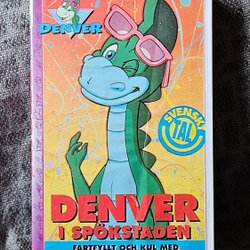 DENVER
SVENSKT
TAL
DENVER
I SPÖKSTADEN
FARTFYLLT OCH KUL MED